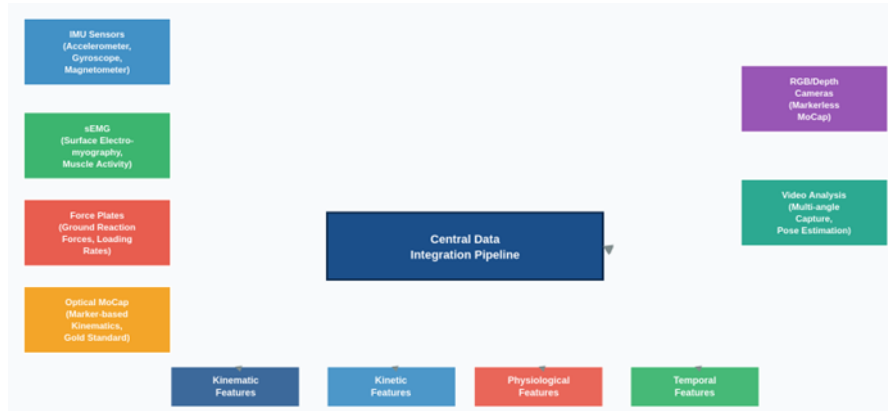 IMU Sensors
(Accelerometer,
Gyroscope,
Magnetometer)
sEMG
(Surface Electro-
myography,
Muscle Activity)
Force Plates
(Ground Reaction
Forces, Loading
Rates)
Optical MoCap
(Marker-based
Kinematics,
Gold Standard)
RGB/Depth
Cameras
(Markerless
MoCap)
Video Analysis
(Multi-angle
Capture,
Pose Estimation)
Central Data
Integration Pipeline
Kinematic
Features
Kinetic
Features
Physiological
Features
Temporal
Features